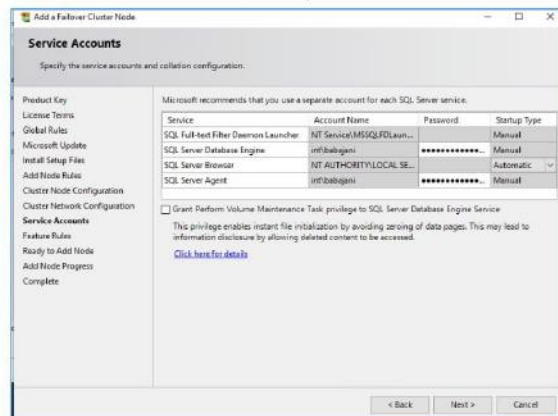 Add a Failover Cluster Node
Service Accounts
Specify the service accounts and collation configuration.
Product Key
License Terms
Global Rules
Microsoft Update
Install Setup Files
Add Node Rules
Cluster Node Configuration
Cluster Network Configuration
Service Accounts
Feature Rules
Ready to Add Node
Add Node Progress
Complete
Microsoft recommends that you use a separate account for each SQL Server service.
Service Account Name Password Startup Type
SQL Full-text Filter Daemon Launcher NT Service\MSSQLFDLaun... Manual
SQL Server Database Engine int\babajani ●●●●●●●●●●●●... Manual
SQL Server Browser NT AUTHORITY\LOCAL SE... Automatic
SQL Server Agent int\babajani ●●●●●●●●●●●●... Manual
Grant Perform Volume Maintenance Task privilege to SQL Server Database Engine Service
This privilege enables instant file initialization by avoiding zeroing of data pages. This may lead to
information disclosure by allowing deleted content to be accessed.
Click here for details
< Back Next > Cancel